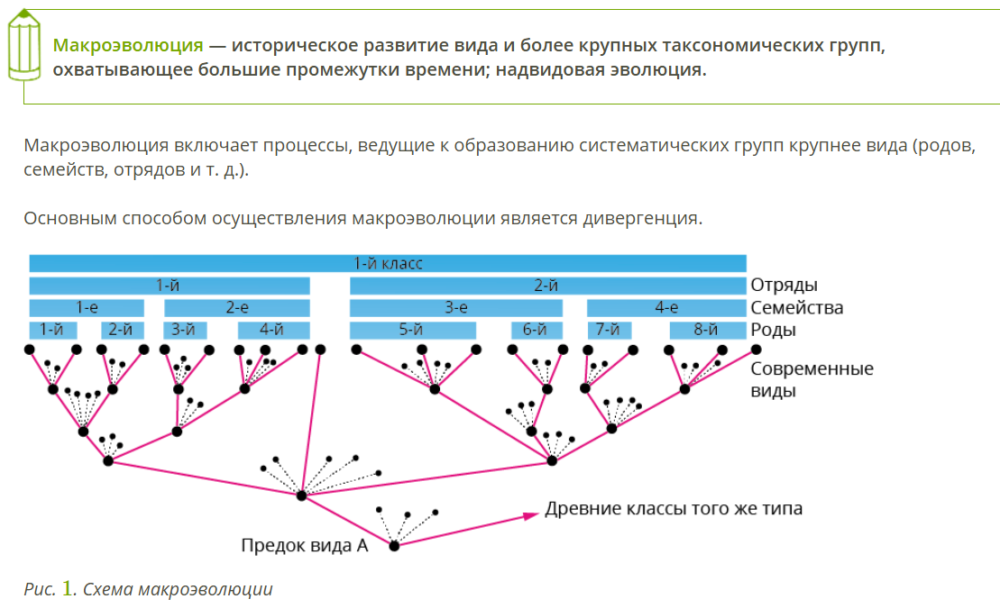 Макроэволюция — историческое развитие вида и более крупных таксономических групп,
охватывающее большие промежутки времени; надвидовая эволюция.
Макроэволюция включает процессы, ведущие к образованию систематических групп крупнее вида (родов,
семейств, отрядов и т. д.).
Основным способом осуществления макроэволюции является дивергенция.
1-й класс
1-й 2-й Отряды
1-е 2-е 3-е 4-е Семейства
1-й 2-й 3-й 4-й 5-й 6-й 7-й 8-й Роды
Современные
виды
Древние классы того же типа
Предок вида А
Рис. 1. Схема макроэволюции